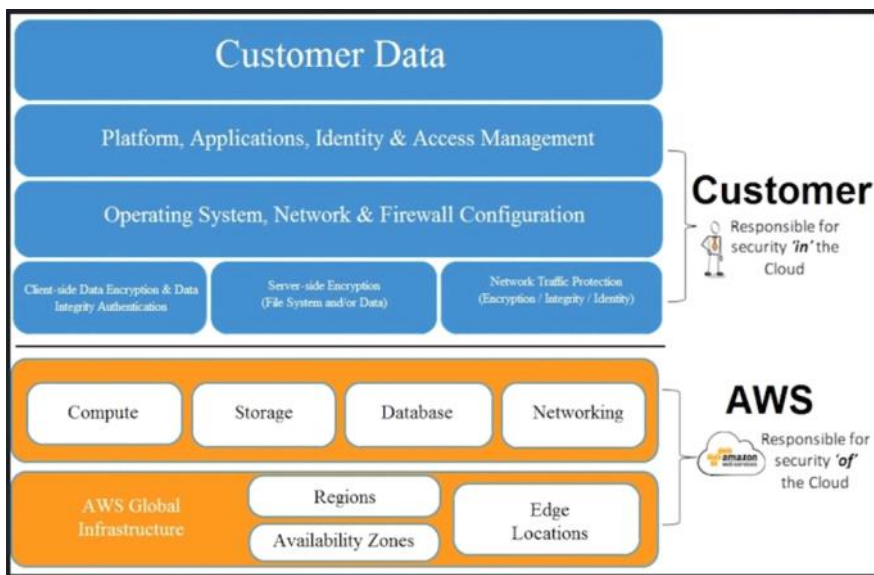 Customer Data
Platform, Applications, Identity & Access Management
Operating System, Network & Firewall Configuration
Client-side Data Encryption & Data
Integrity Authentication
Server-side Encryption
(File System and/or Data)
Network Traffic Protection
(Encryption / Integrity / Identity)
Customer
Responsible for
security 'in' the
Cloud
Compute
Storage
Database
Networking
AWS Global
Infrastructure
Regions
Availability Zones
Edge
Locations
AWS
amazon
web services
Responsible for
security 'of'
the Cloud